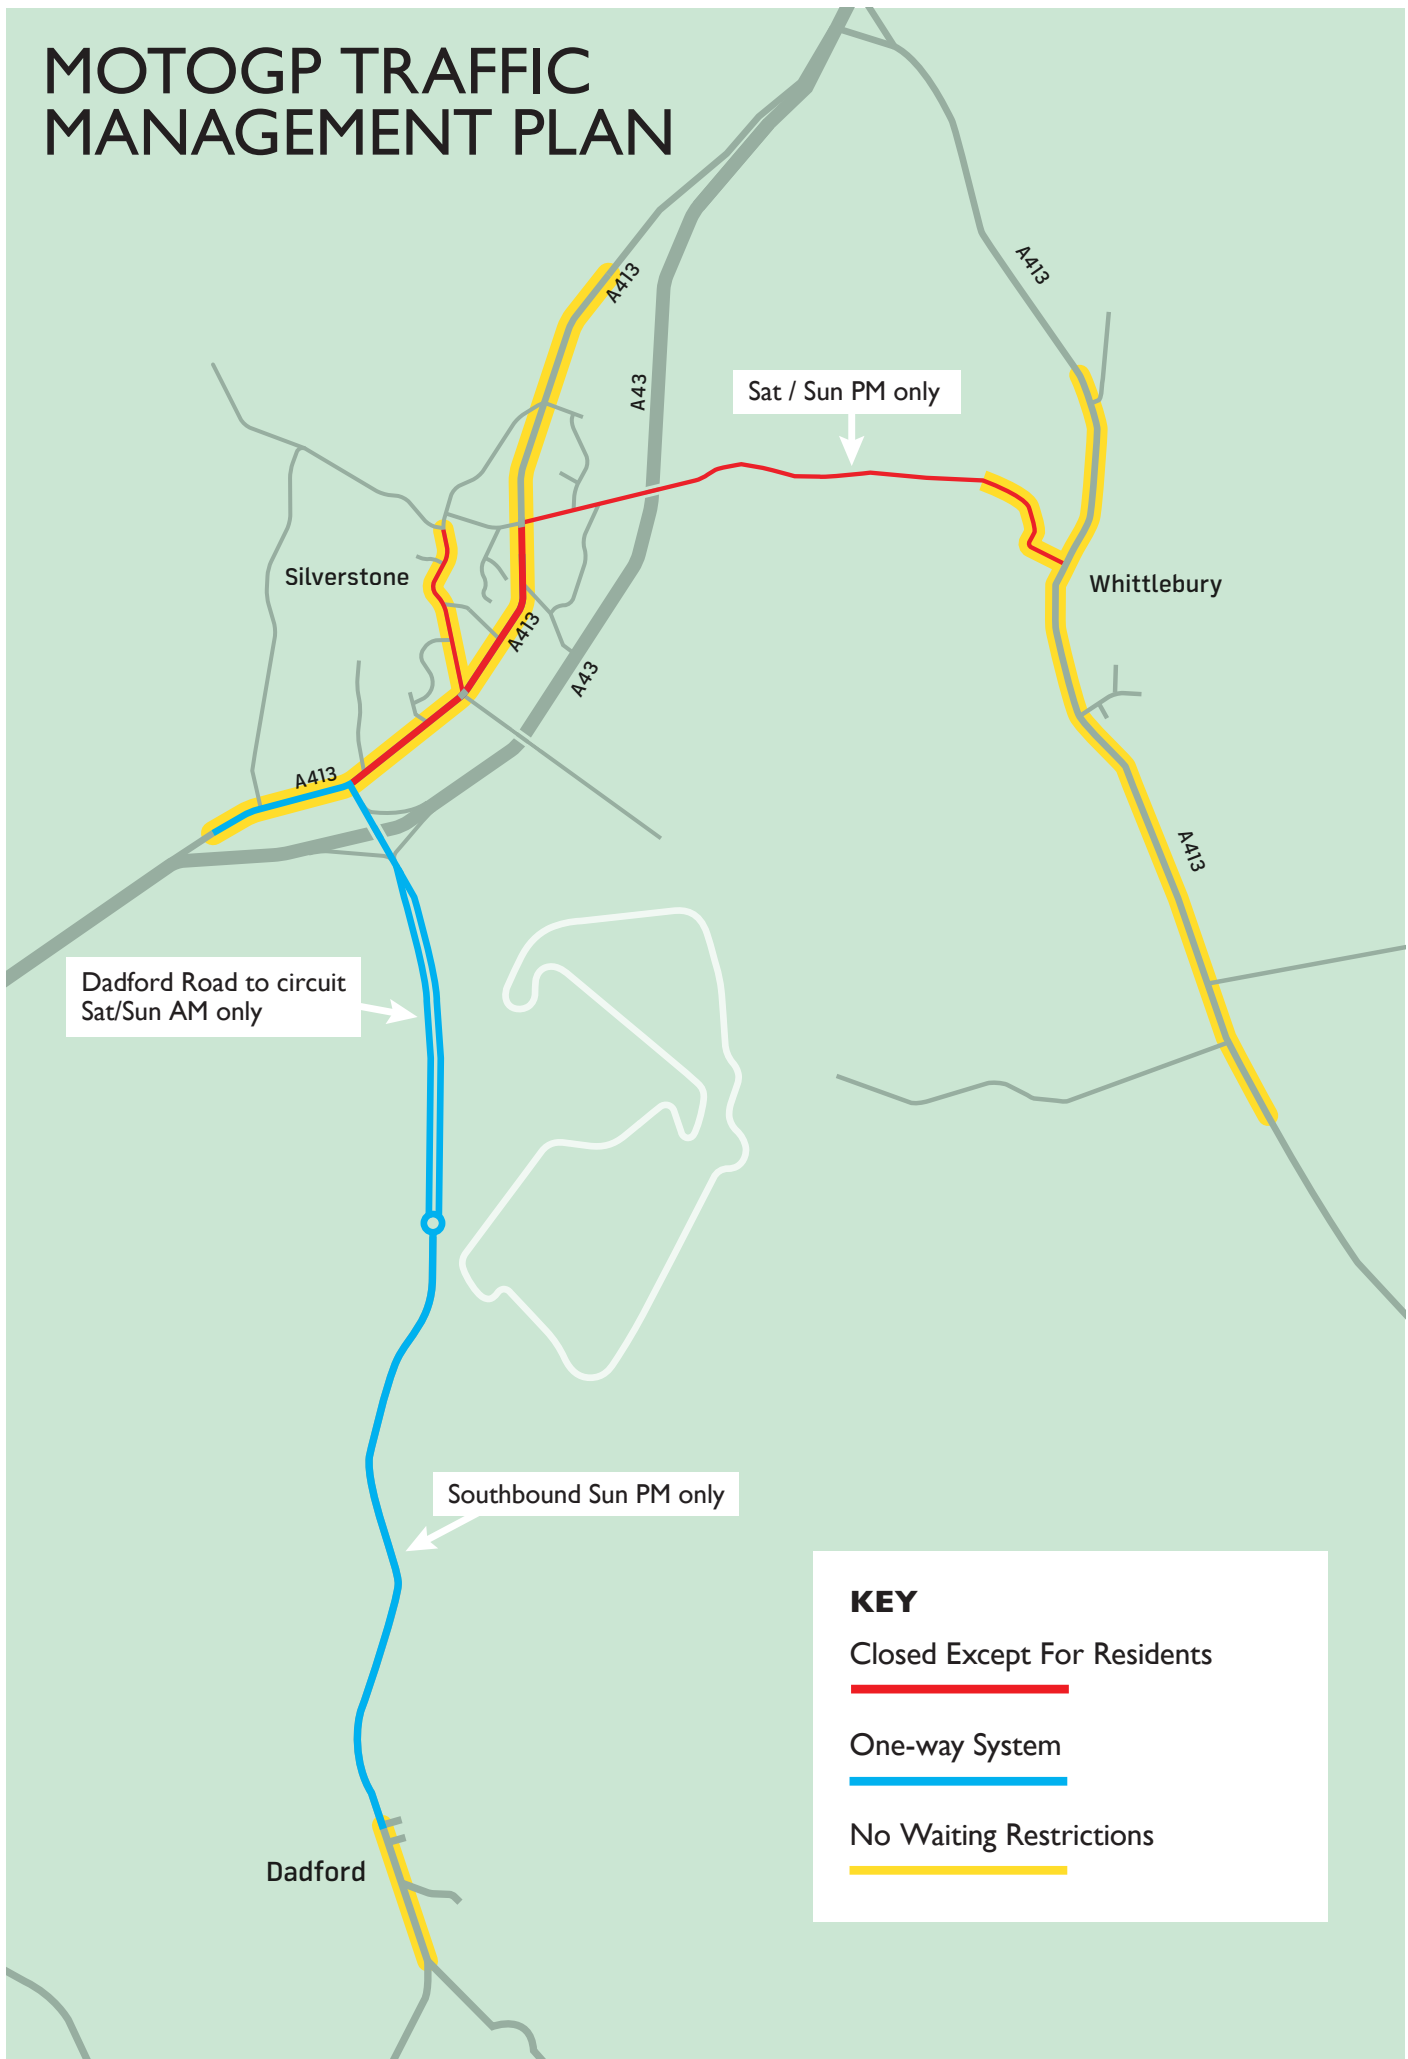 MOTOGP TRAFFIC
MANAGEMENT PLAN
A413
A413
A43
Sat / Sun PM only
Silverstone
Whittlebury
A413
A43
A413
A413
Dadford Road to circuit
Sat/Sun AM only
Southbound Sun PM only
KEY
Closed Except For Residents
One-way System
No Waiting Restrictions
Dadford